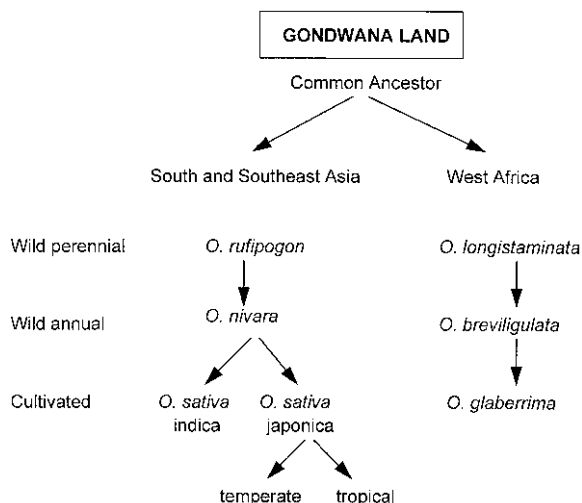 GONDWANA LAND
Common Ancestor
South and Southeast Asia West Africa
Wild perennial O. rufipogon O. longistaminata
Wild annual O. nivara O. breviligulata
Cultivated O. sativa O. sativa O. glaberrima
indica japonica
temperate tropical